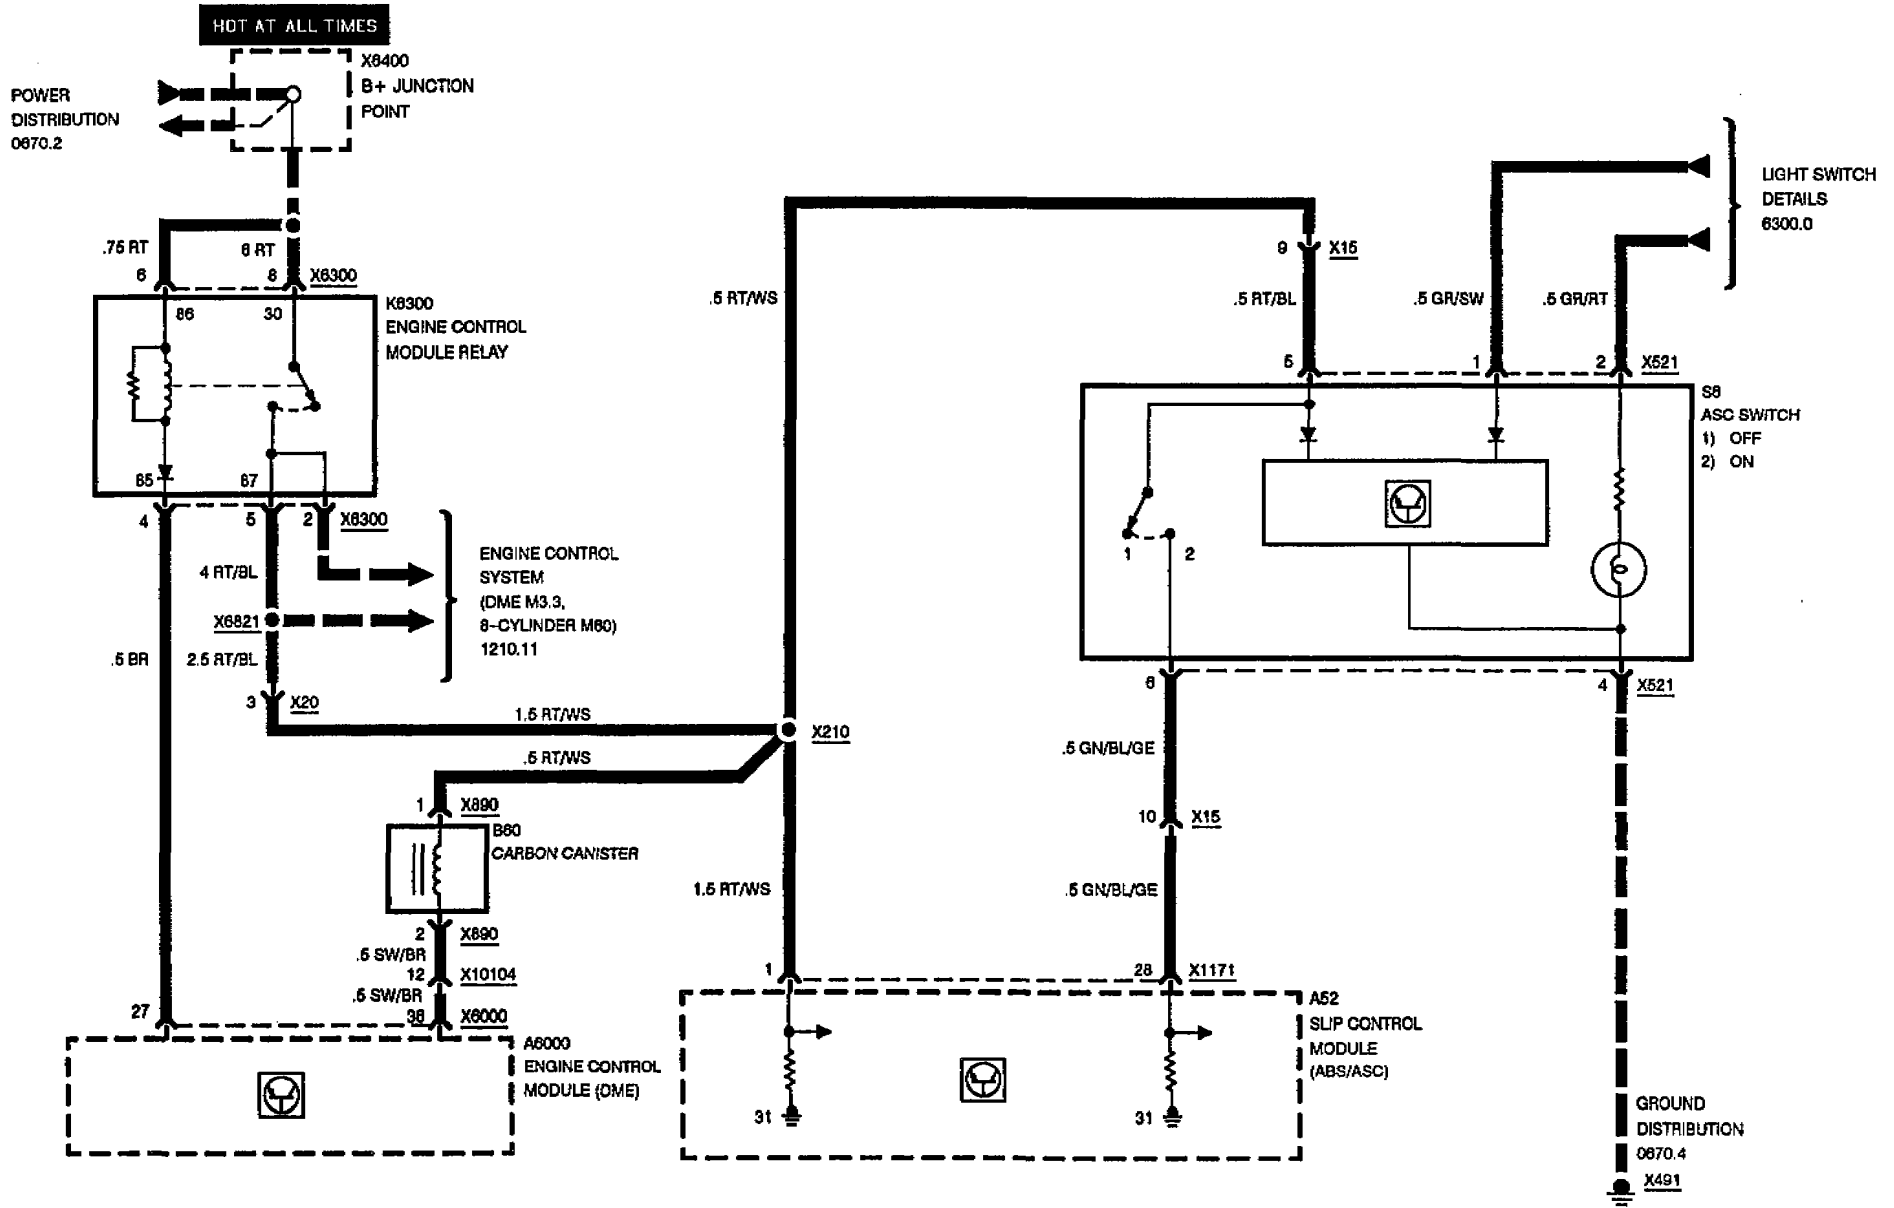 HOT AT ALL TIMES
X6400
B+ JUNCTION
POINT
POWER
DISTRIBUTION
0670.2
.75 RT
6 RT
6
8
X6300
86
30
K6300
ENGINE CONTROL
MODULE RELAY
85
87
4
5
2
X6300
4 RT/BL
X6821
ENGINE CONTROL
SYSTEM
(DME M3.3,
8-CYLINDER M60)
1210.11
.5 BR
2.5 RT/BL
3
X20
1.5 RT/WS
X210
.5 RT/WS
1
X890
B60
CARBON CANISTER
2
X890
.5 SW/BR
12
X10104
.5 SW/BR
27
36
X6000
A6000
ENGINE CONTROL
MODULE (DME)
.5 RT/WS
9
X15
.5 RT/BL
.5 GR/SW
.5 GR/RT
LIGHT SWITCH
DETAILS
6300.0
5
1
2
X521
S6
ASC SWITCH
1) OFF
2) ON
1
2
6
4
X521
.5 GN/BL/GE
10
X15
1.5 RT/WS
.5 GN/BL/GE
1
28
X1171
A52
SLIP CONTROL
MODULE
(ABS/ASC)
31
31
GROUND
DISTRIBUTION
0670.4
X491